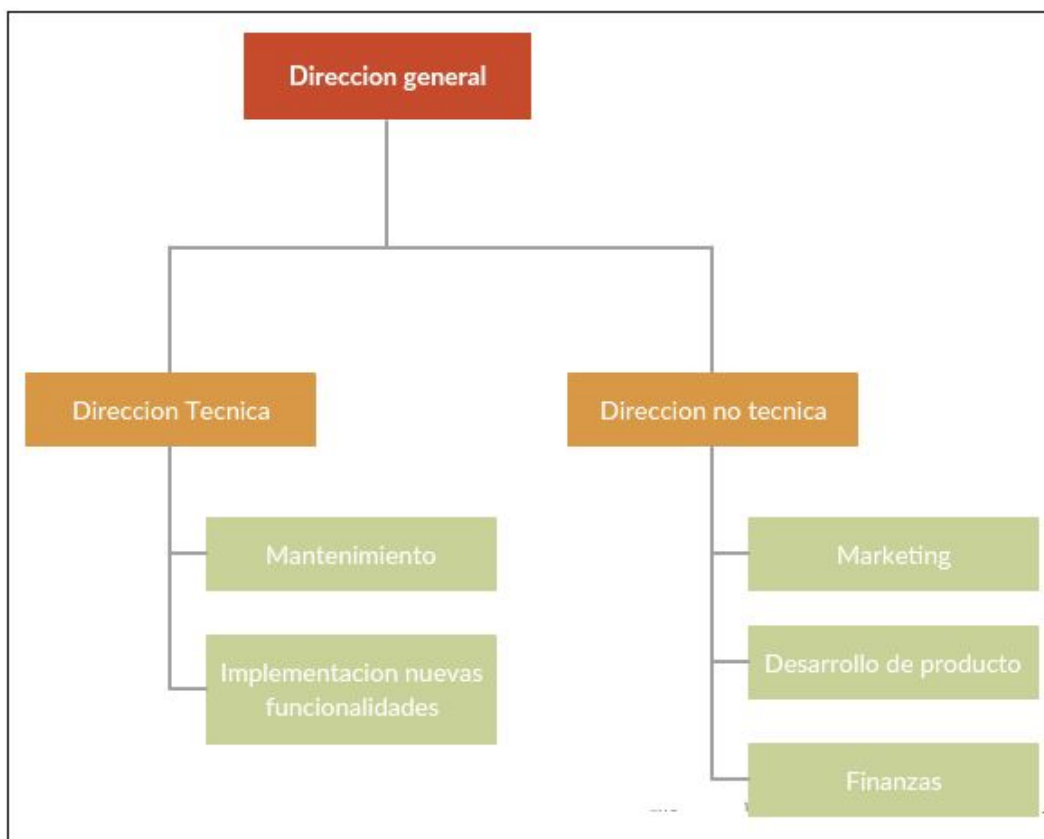 Direccion general
Direccion Tecnica
Direccion no tecnica
Mantenimiento
Marketing
Implementacion nuevas
funcionalidades
Desarrollo de producto
Finanzas